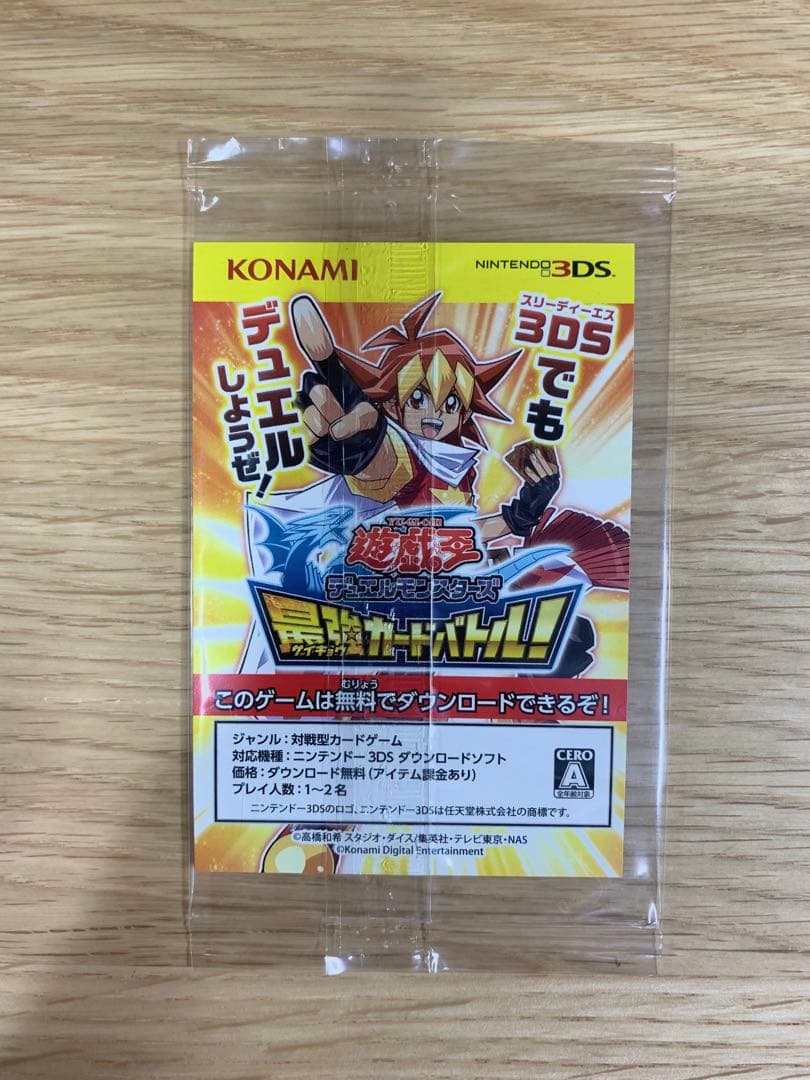 KONAMI
NINTENDO 3DS™
スリーディーエス
3DSでも
デュエル
しようぜ!
YU-GI-OH!
遊戯王
デュエルモンスターズ
最強カードバトル!
サイキョウ
むりょう
このゲームは無料でダウンロードできるぞ!
ジャンル:対戦型カードゲーム
対応機種:ニンテンドー3DS ダウンロードソフト
価格:ダウンロード無料(アイテム課金あり)
プレイ人数:1〜2名
CERO
A
全年齢対象
ニンテンドー3DSのロゴ、ニンテンドー3DSは任天堂株式会社の商標です。
©高橋和希 スタジオ・ダイス/集英社・テレビ東京・NAS
©Konami Digital Entertainment